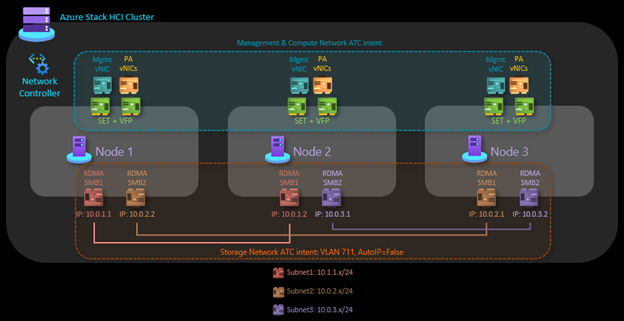 Azure Stack HCI Cluster
Management & Compute Network ATC intent
Network
Controller
Mgmt
vNIC
PA
vNICs
SET + VFP
Mgmt
vNIC
PA
vNICs
SET + VFP
Mgmt
vNIC
PA
vNICs
SET + VFP
Node 1
Node 2
Node 3
RDMA
SMB1
RDMA
SMB2
RDMA
SMB1
RDMA
SMB2
RDMA
SMB1
RDMA
SMB2
IP: 10.0.1.1
IP: 10.0.2.2
IP: 10.0.1.2
IP: 10.0.3.1
IP: 10.0.2.1
IP: 10.0.3.2
Storage Network ATC intent: VLAN 711, AutoIP=False
Subnet1: 10.1.1.x/24
Subnet2: 10.0.2.x/24
Subnet3: 10.0.3.x/24